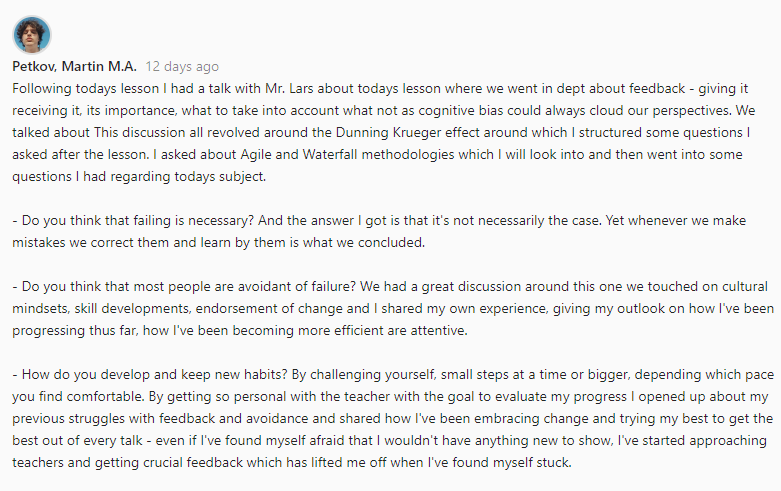 Petkov, Martin M.A. 12 days ago
Following todays lesson I had a talk with Mr. Lars about todays lesson where we went in dept about feedback - giving it
receiving it, its importance, what to take into account what not as cognitive bias could always cloud our perspectives. We
talked about This discussion all revolved around the Dunning Krueger effect around which I structured some questions I
asked after the lesson. I asked about Agile and Waterfall methodologies which I will look into and then went into some
questions I had regarding todays subject.
- Do you think that failing is necessary? And the answer I got is that it's not necessarily the case. Yet whenever we make
mistakes we correct them and learn by them is what we concluded.
- Do you think that most people are avoidant of failure? We had a great discussion around this one we touched on cultural
mindsets, skill developments, endorsement of change and I shared my own experience, giving my outlook on how I've been
progressing thus far, how I've been becoming more efficient are attentive.
- How do you develop and keep new habits? By challenging yourself, small steps at a time or bigger, depending which pace
you find comfortable. By getting so personal with the teacher with the goal to evaluate my progress I opened up about my
previous struggles with feedback and avoidance and shared how I've been embracing change and trying my best to get the
best out of every talk - even if I've found myself afraid that I wouldn't have anything new to show, I've started approaching
teachers and getting crucial feedback which has lifted me off when I've found myself stuck.